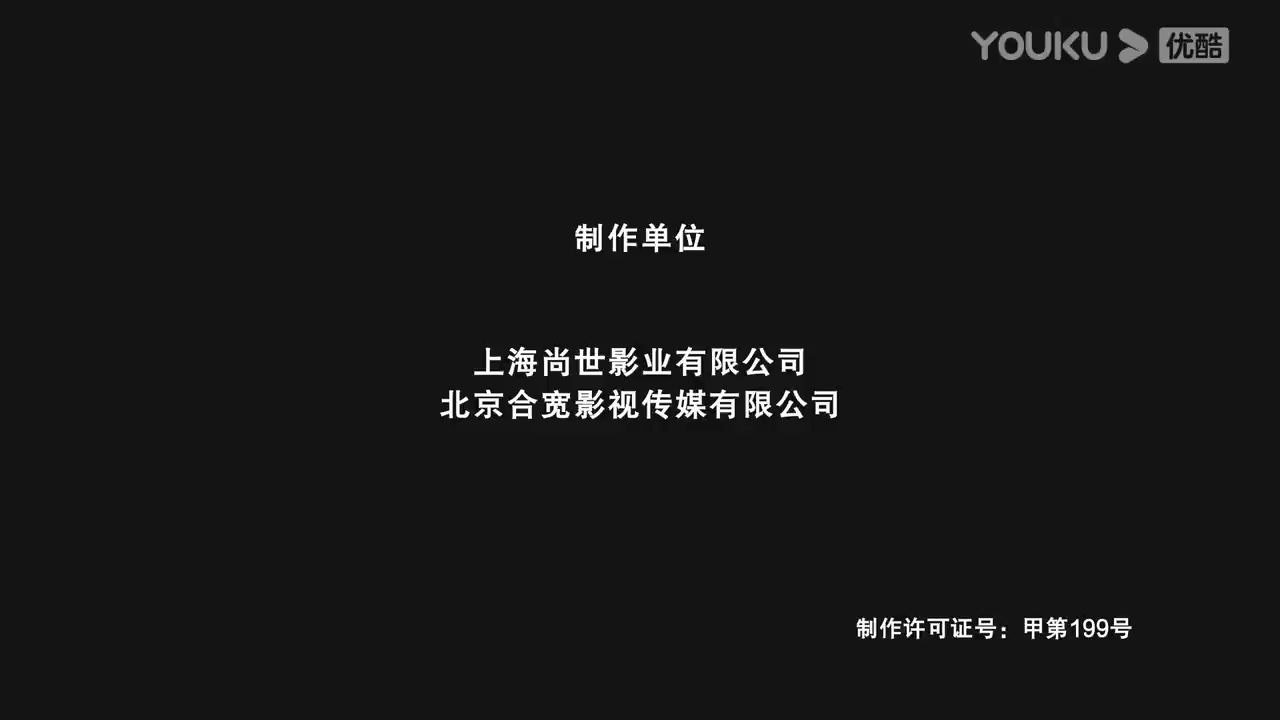 YOUKU 优酷
制作单位
上海尚世影业有限公司
北京合宽影视传媒有限公司
制作许可证号：甲第199号